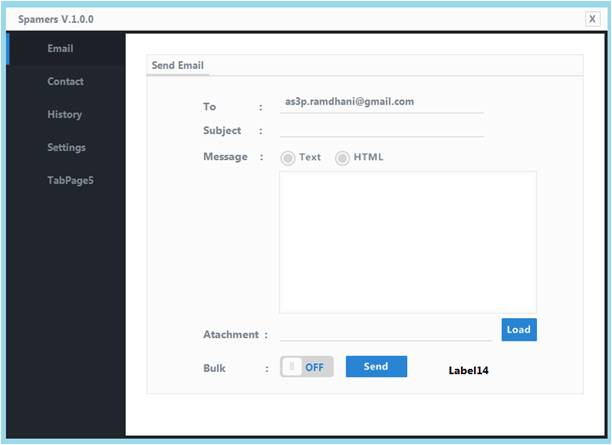 Spamers V.1.0.0 X
Email
Contact
History
Settings
TabPage5
Send Email
To : as3p.ramdhani@gmail.com
Subject :
Message : Text HTML
Atachment : Load
Bulk : OFF Send Label14